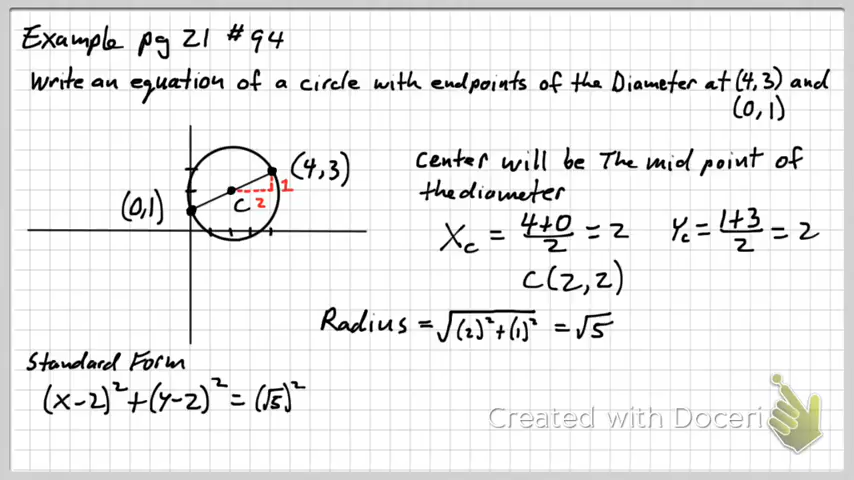 Example pg 21 # 94
Write an equation of a circle with endpoints of the Diameter at (4,3) and
(0,1)
(4,3)
(0,1)
C
2
1
Center will be The mid point of
the diameter
Xc = 4+0/2 = 2
Yc = 1+3/2 = 2
C(2,2)
Radius = √(2)²+(1)² = √5
Standard Form
(x-2)² + (y-2)² = (√5)²
Created with Doceri